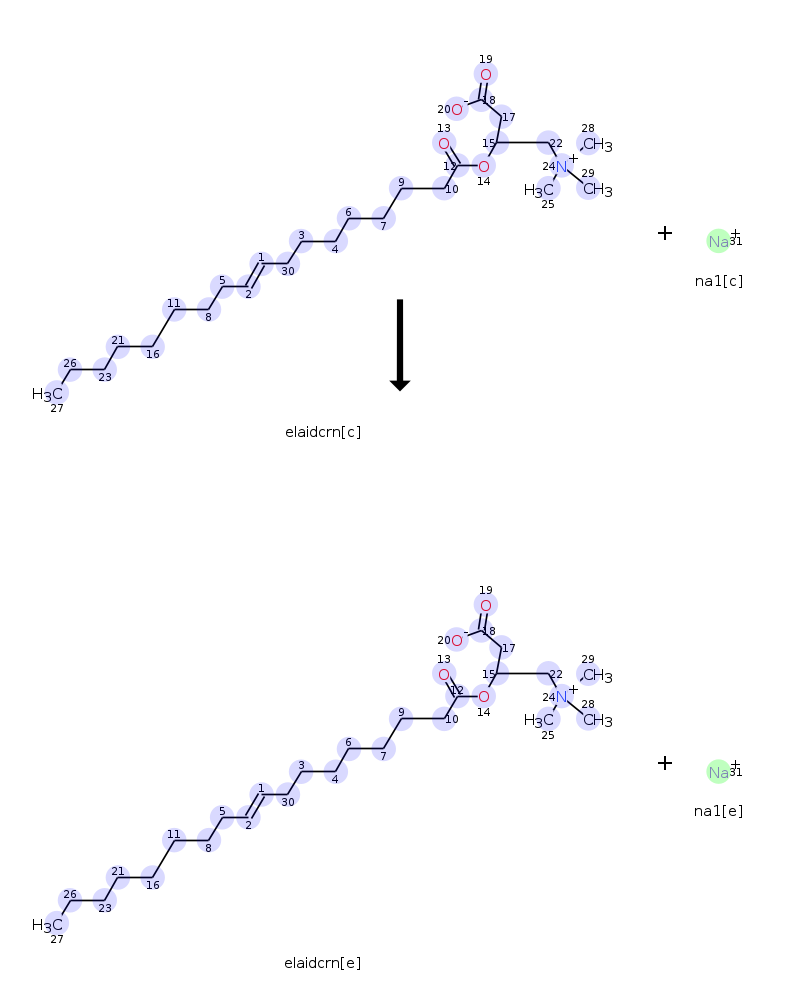 19
O
18
20 O -
17
13 28
O 15 22 CH3
12 O 24 N +
14 29
9 10 H3C CH3
25
6
7
3 + Na + 31
4
1
30 na1[c]
5
2
11
8
21
16
26
23
H3C
27
elaidcrn[c]
19
O
18
20 O -
17
13 29
O 15 22 CH3
12 O 24 N +
14 28
9 10 H3C CH3
25
6
7
3 + Na + 31
4
1
30 na1[e]
5
2
11
8
21
16
26
23
H3C
27
elaidcrn[e]